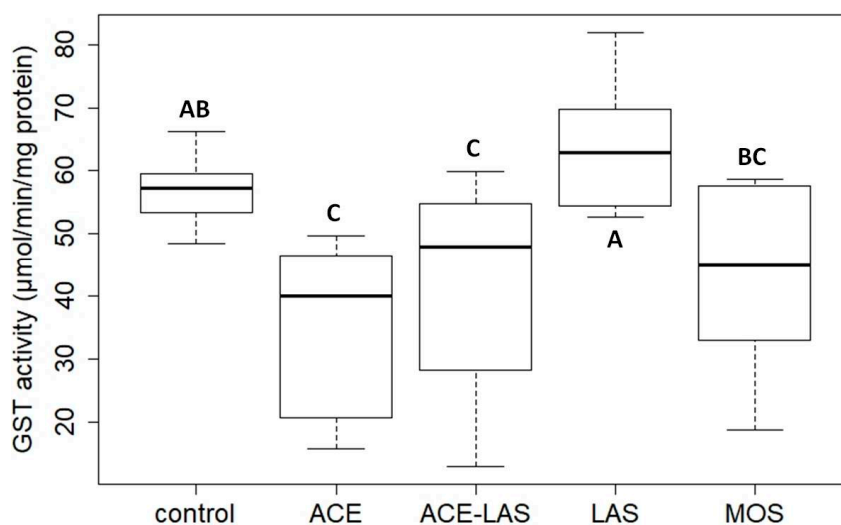 GST activity (μmol/min/mg protein)
80
70
60
50
40
30
20
AB
C
C
A
BC
control ACE ACE-LAS LAS MOS